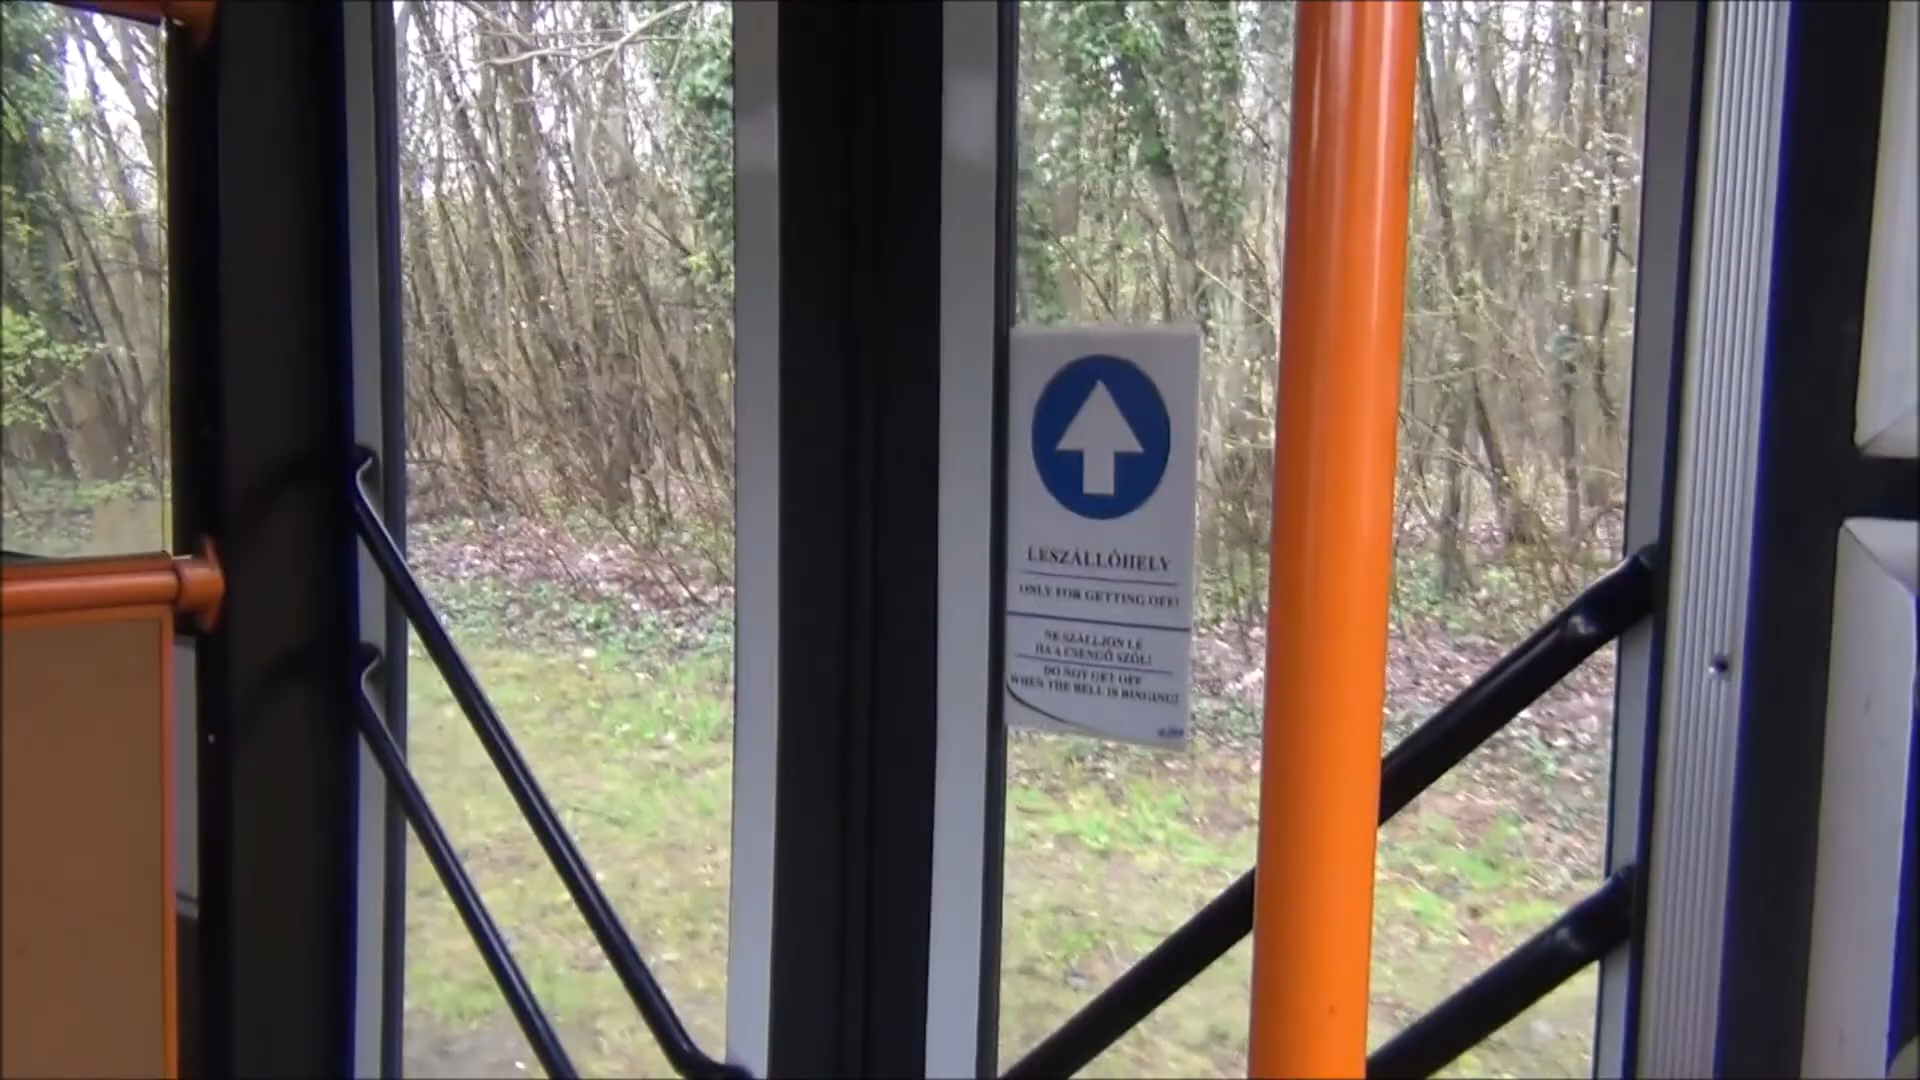 LESZÁLLÓHELY
ONLY FOR GETTING OFF!
NE SZÁLLJON LE
HA A CSENGŐ SZÓL!
DO NOT GET OFF
WHEN THE BELL IS RINGING!